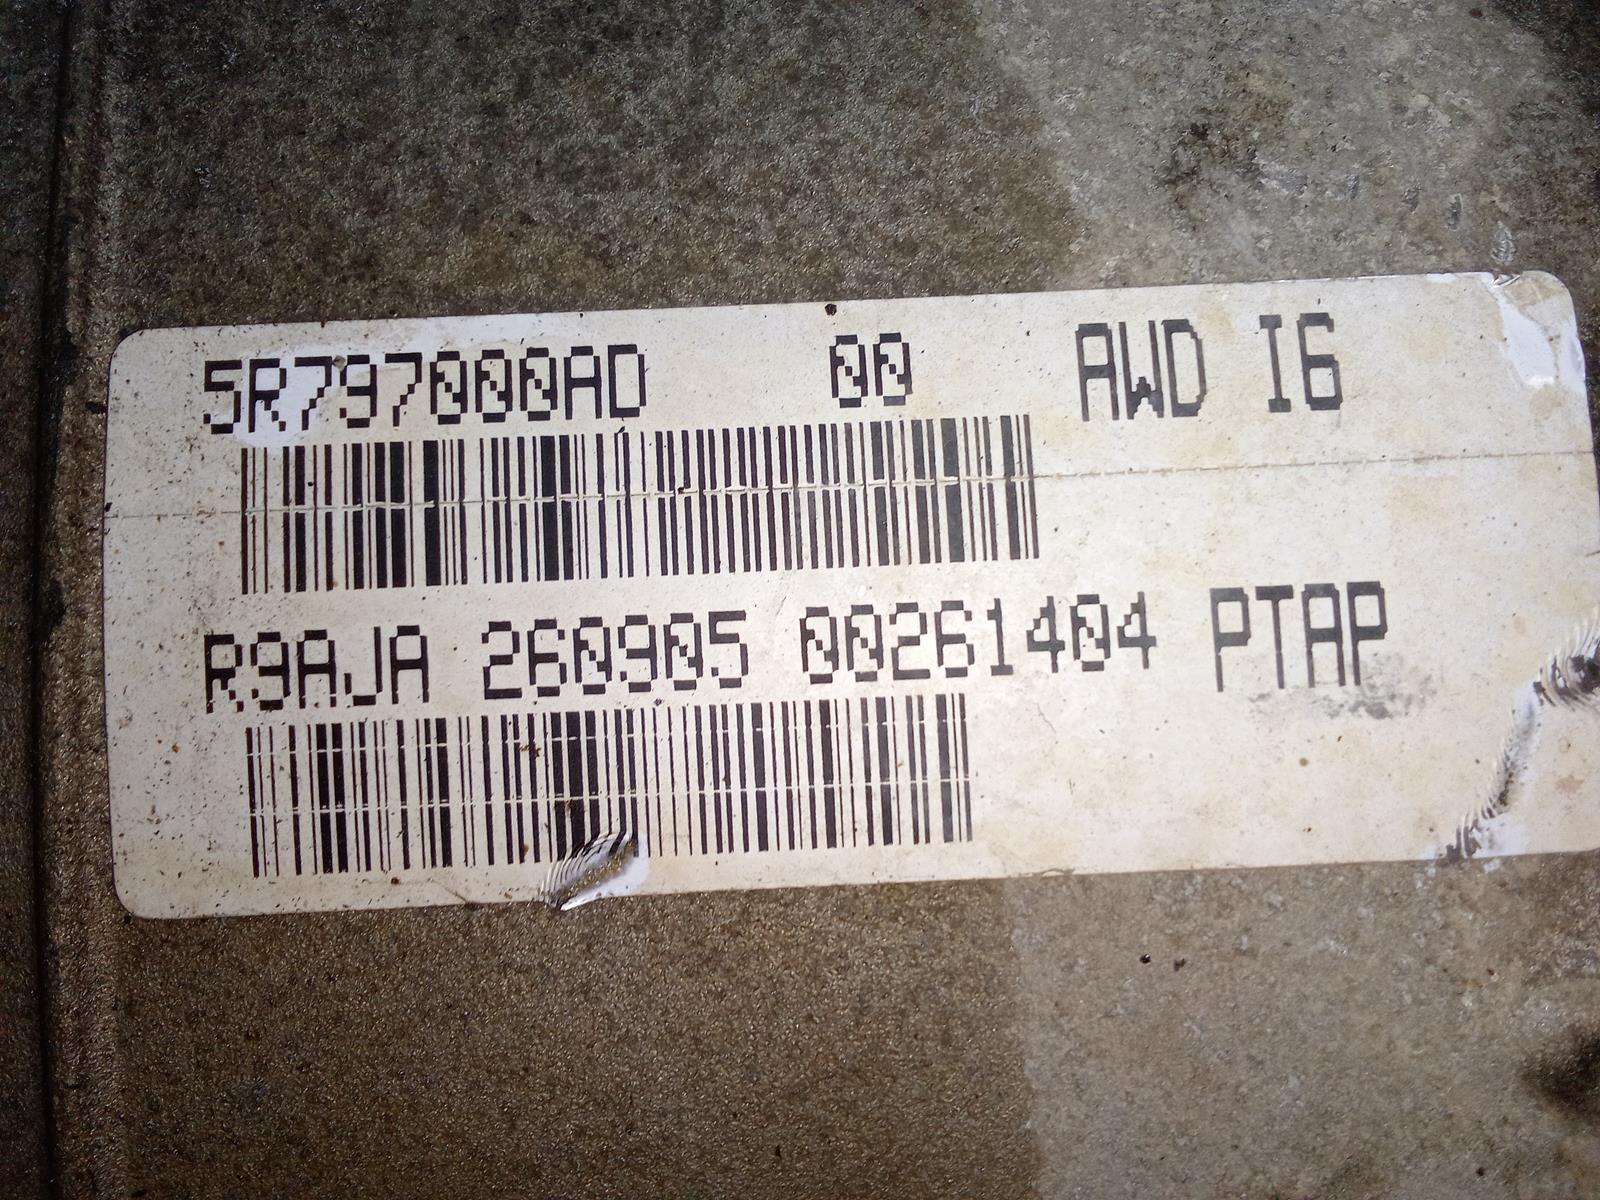 5R797000AD 00 AWD I6
R9AJA 260905 00261404 PTAP